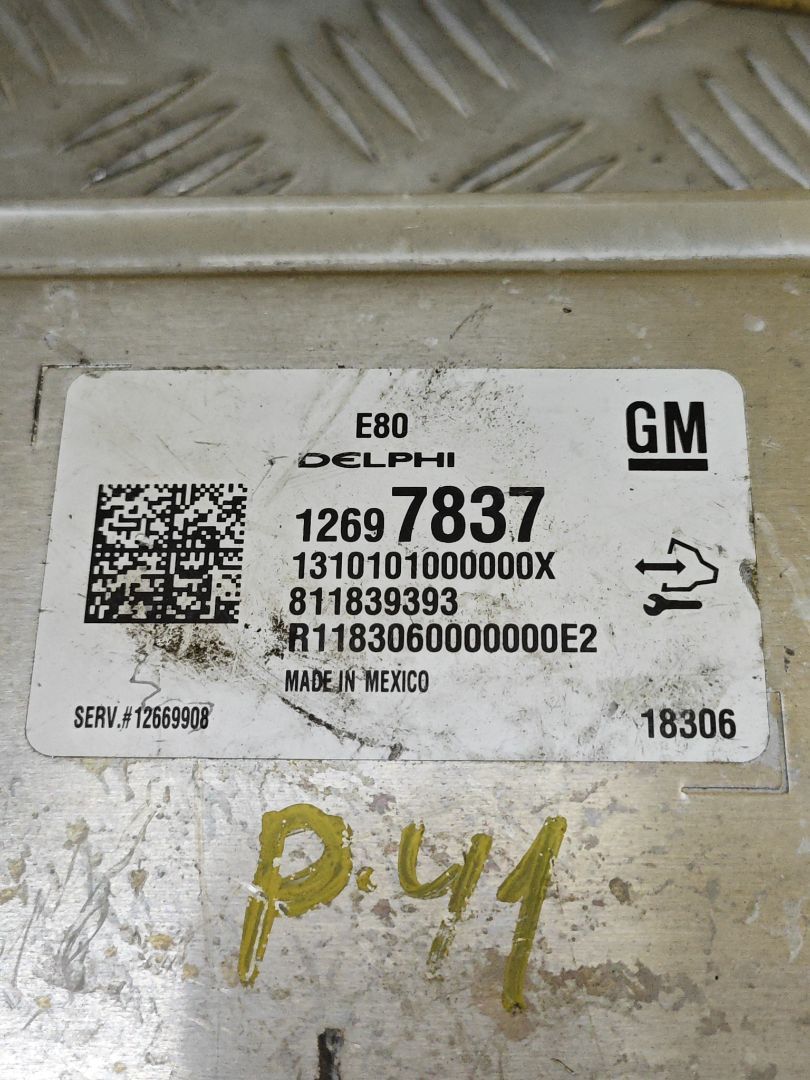 E80
GM
DELPHI
12697837
1310101000000X
811839393
R1183060000000E2
MADE IN MEXICO
SERV.#12669908
18306
P.41